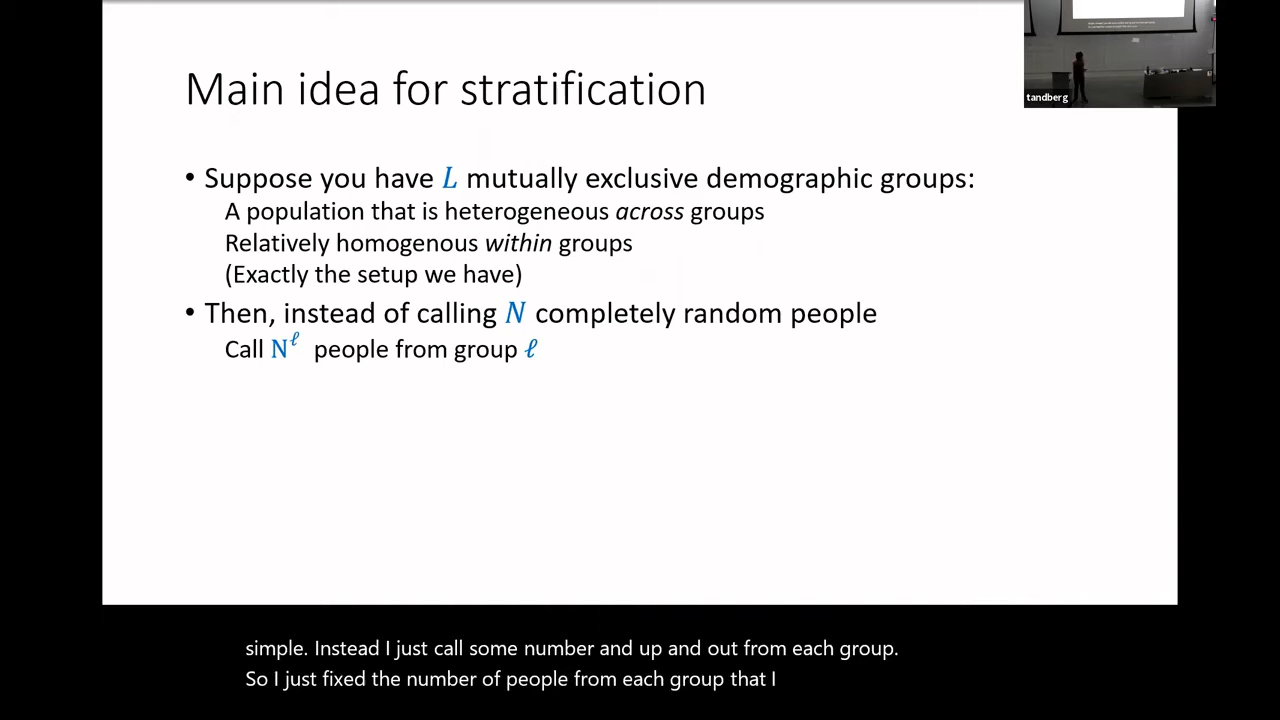 Main idea for stratification
tandberg
• Suppose you have L mutually exclusive demographic groups:
A population that is heterogeneous across groups
Relatively homogenous within groups
(Exactly the setup we have)
• Then, instead of calling N completely random people
Call N^ℓ people from group ℓ
simple. Instead I just call some number and up and out from each group.
So I just fixed the number of people from each group that I